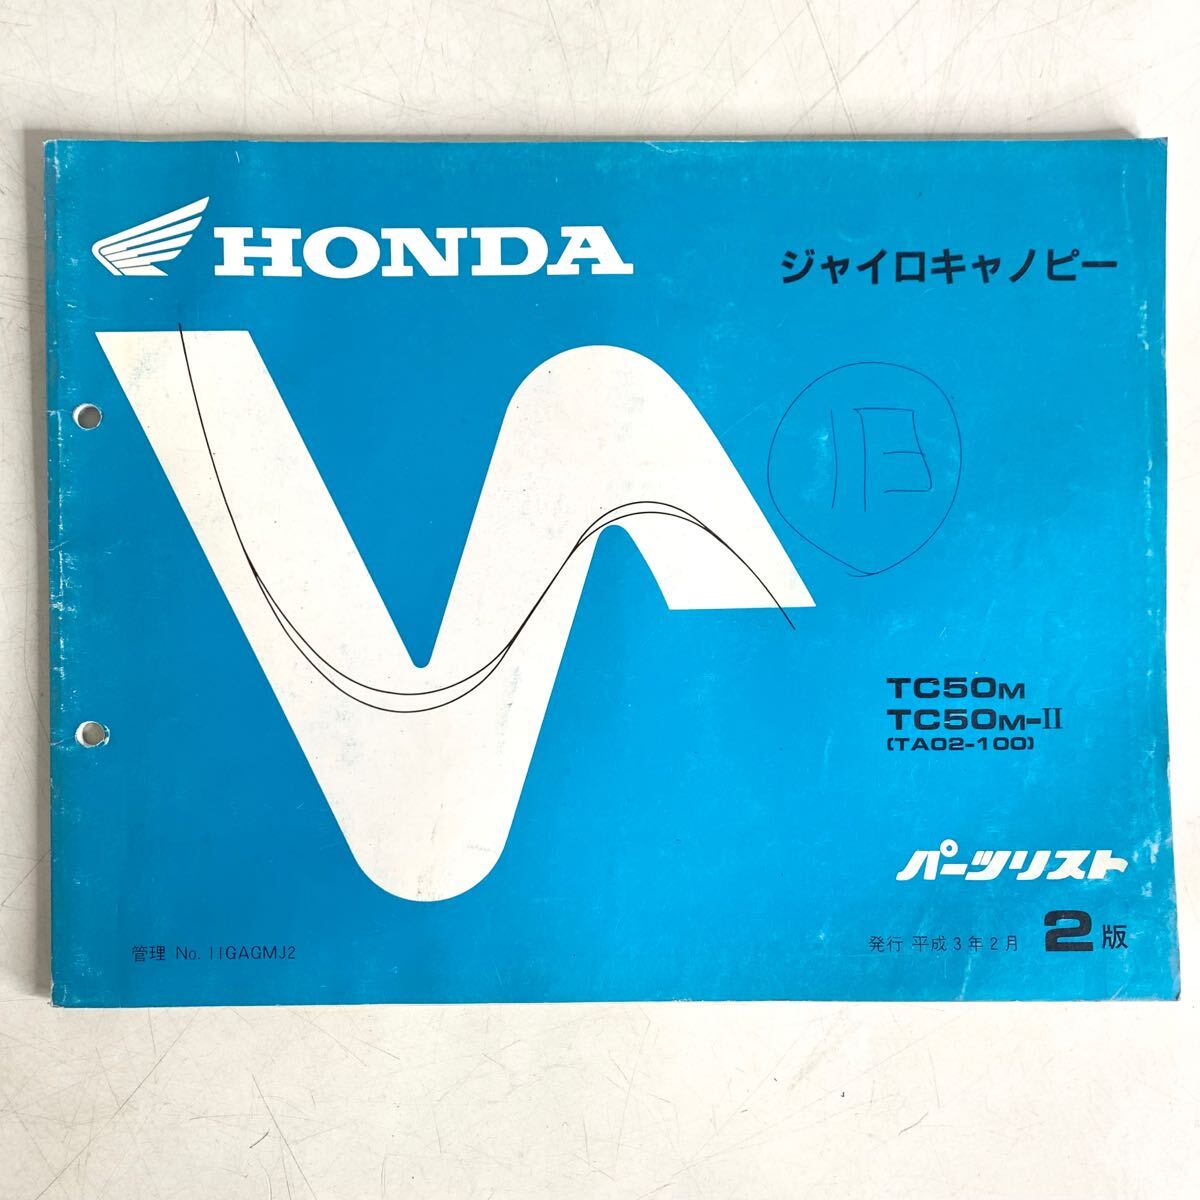 HONDA
ジャイロキャノピー
旧
TC50M
TC50M-II
(TA02-100)
パーツリスト
管理 No. 11GAGMJ2
発行 平成3年2月 2版